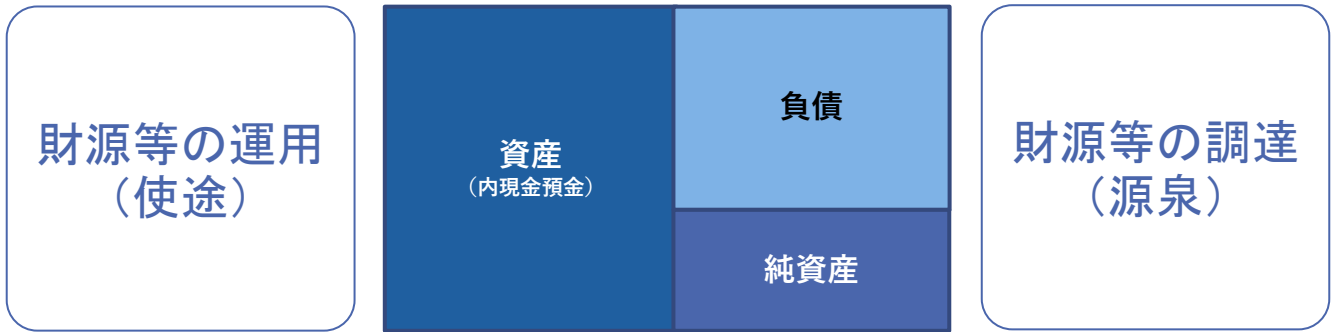 財源等の運用
（使途）
資産
（内現金預金）
負債
純資産
財源等の調達
（源泉）